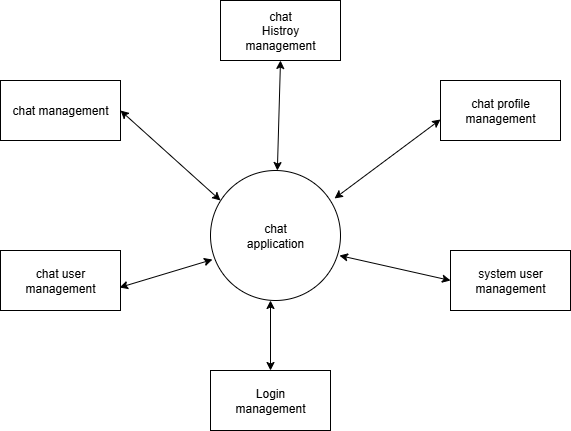 chat
Histroy
management
chat management
chat profile
management
chat
application
chat user
management
system user
management
Login
management